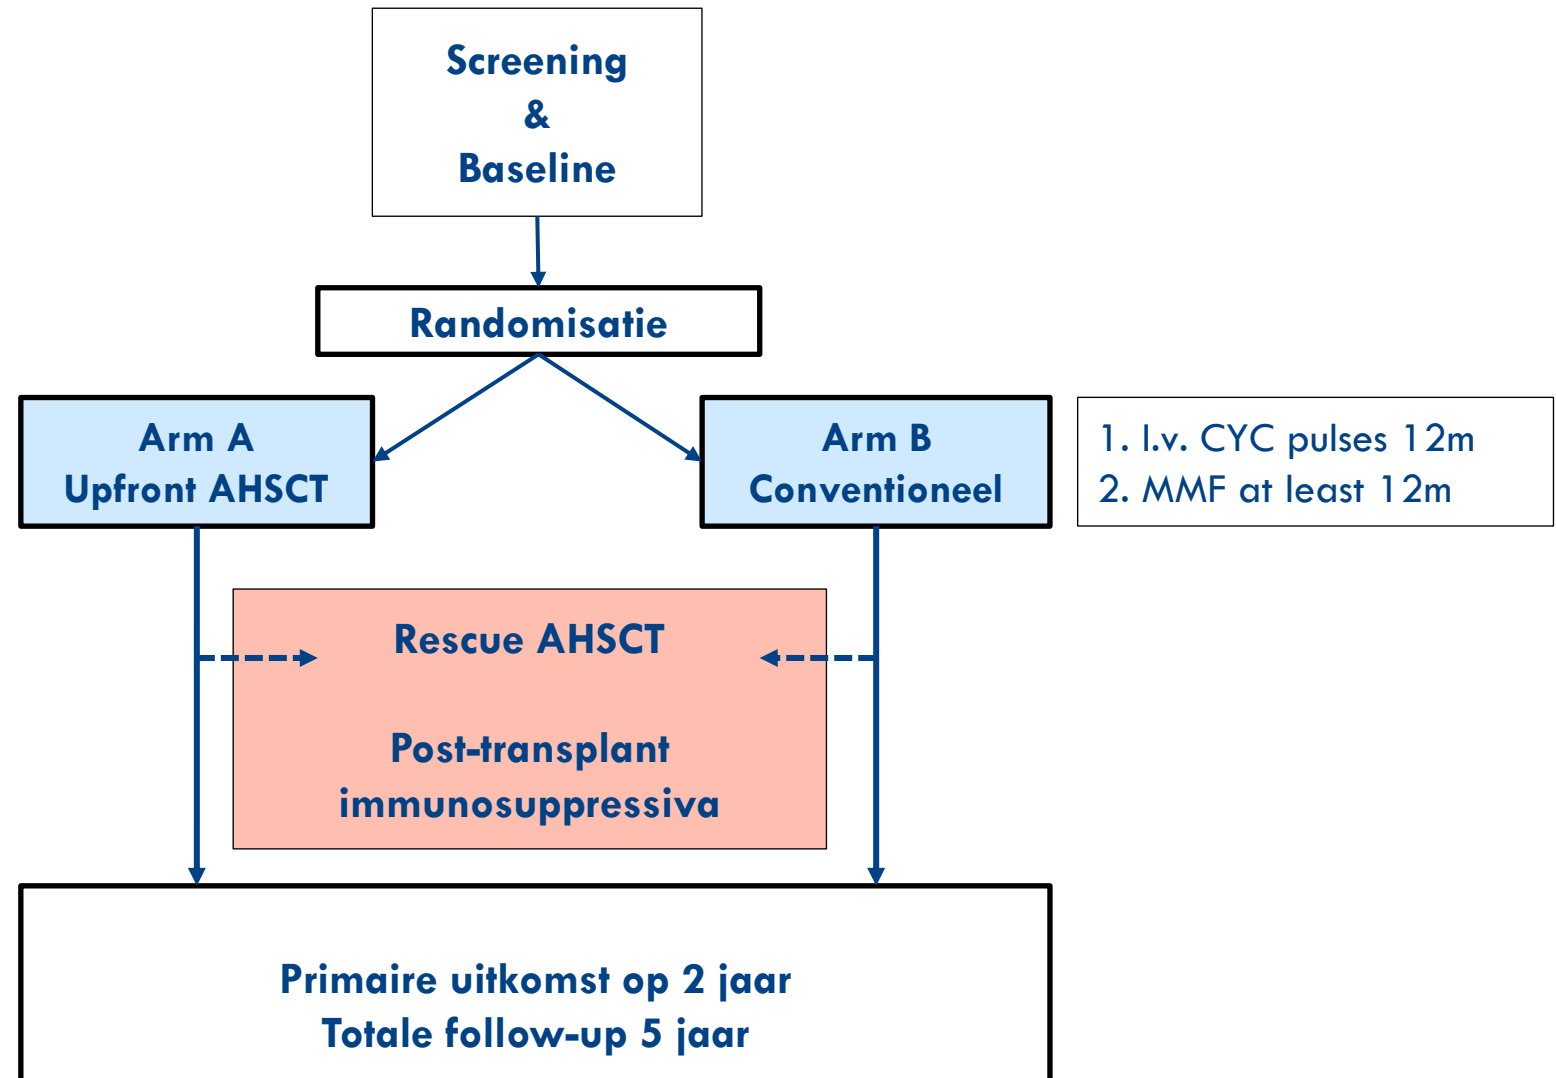 Screening
&
Baseline
Randomisatie
Arm A
Upfront AHSCT
Arm B
Conventioneel
1. I.v. CYC pulses 12m
2. MMF at least 12m
Rescue AHSCT
Post-transplant
immunosuppressiva
Primaire uitkomst op 2 jaar
Totale follow-up 5 jaar